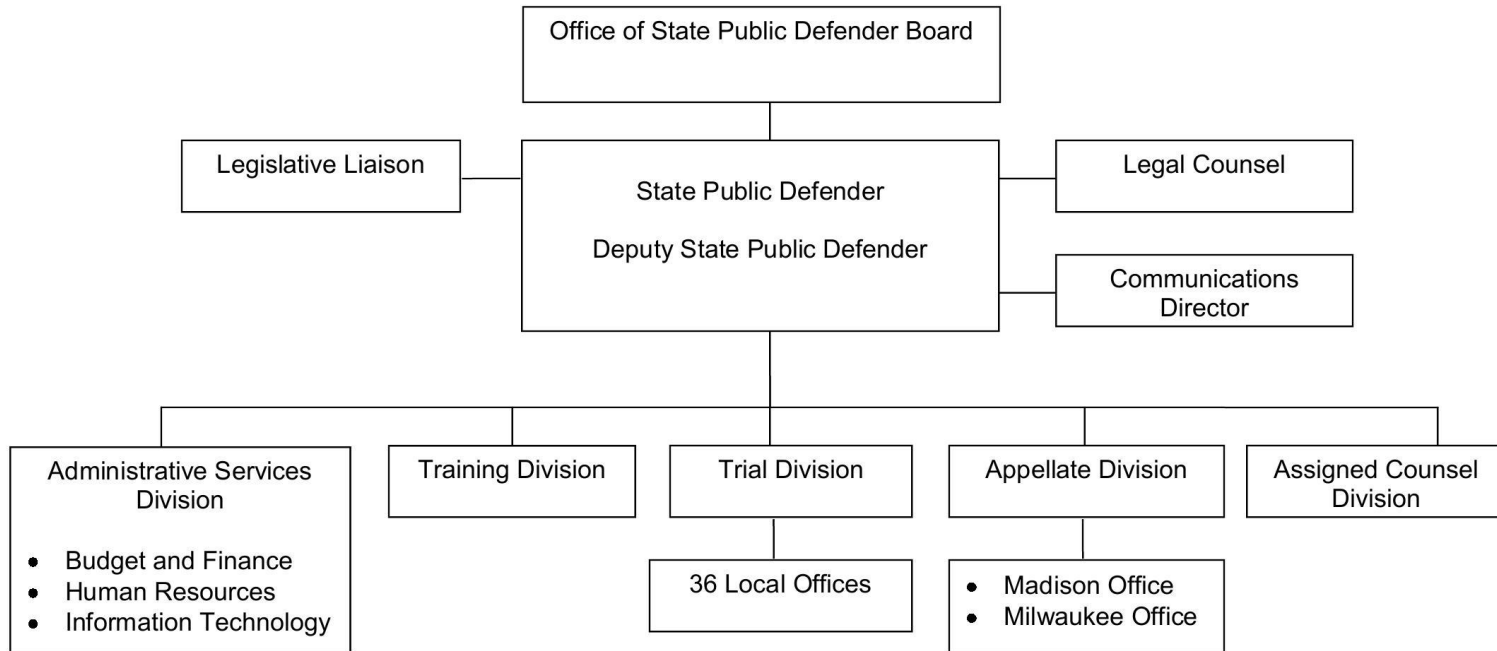 Office of State Public Defender Board
Legislative Liaison
State Public Defender
Deputy State Public Defender
Legal Counsel
Communications
Director
Administrative Services
Division
• Budget and Finance
• Human Resources
• Information Technology
Training Division
Trial Division
36 Local Offices
Appellate Division
• Madison Office
• Milwaukee Office
Assigned Counsel
Division